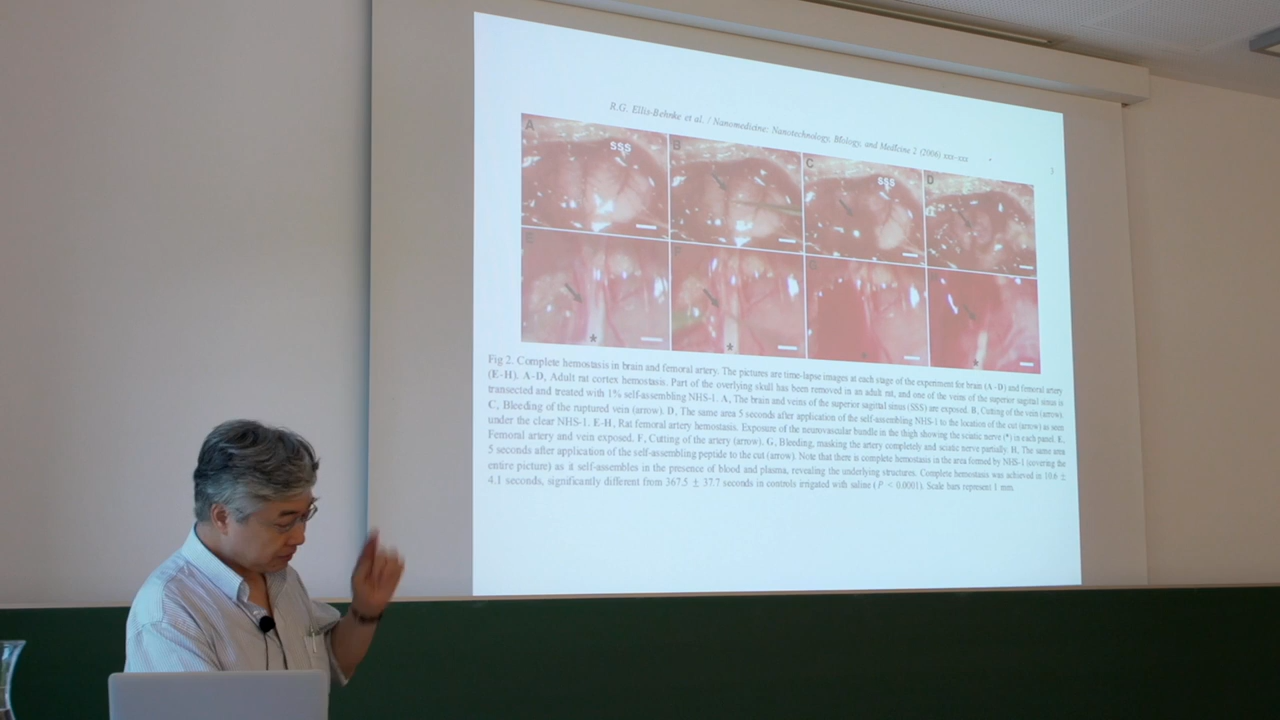 R.G. Ellis-Behnke et al. / Nanomedicine: Nanotechnology, Biology, and Medicine 2 (2006) xxx–xxx
3
A
SSS
B
C
SSS
D
E
F
G
*
*
*
*
Fig 2. Complete hemostasis in brain and femoral artery. The pictures are time-lapse images at each stage of the experiment for brain (A-D) and femoral artery
(E-H). A-D, Adult rat cortex hemostasis. Part of the overlying skull has been removed in an adult rat, and one of the veins of the superior sagittal sinus is
transected and treated with 1% self-assembling NHS-1. A, The brain and veins of the superior sagittal sinus (SSS) are exposed. B, Cutting of the vein (arrow).
C, Bleeding of the ruptured vein (arrow). D, The same area 5 seconds after application of the self-assembling NHS-1 to the location of the cut (arrow) as seen
under the clear NHS-1. E-H, Rat femoral artery hemostasis. Exposure of the neurovascular bundle in the thigh showing the sciatic nerve (*) in each panel. E,
Femoral artery and vein exposed. F, Cutting of the artery (arrow). G, Bleeding, masking the artery completely and sciatic nerve partially. H, The same area
5 seconds after application of the self-assembling peptide to the cut (arrow). Note that there is complete hemostasis in the area formed by NHS-1 (covering the
entire picture) as it self-assembles in the presence of blood and plasma, revealing the underlying structures. Complete hemostasis was achieved in 10.6 ±
4.1 seconds, significantly different from 367.5 ± 37.7 seconds in controls irrigated with saline (P < 0.0001). Scale bars represent 1 mm.